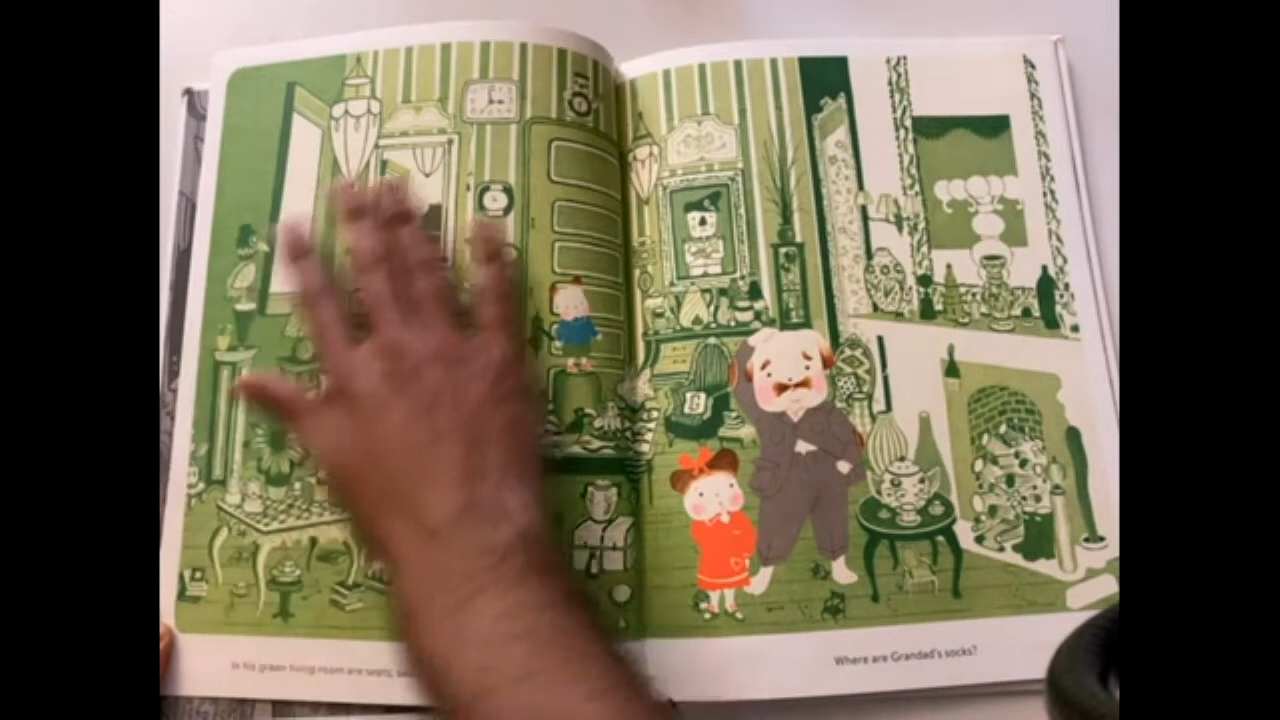 In his green living room are seats,
Where are Grandad's socks?
G